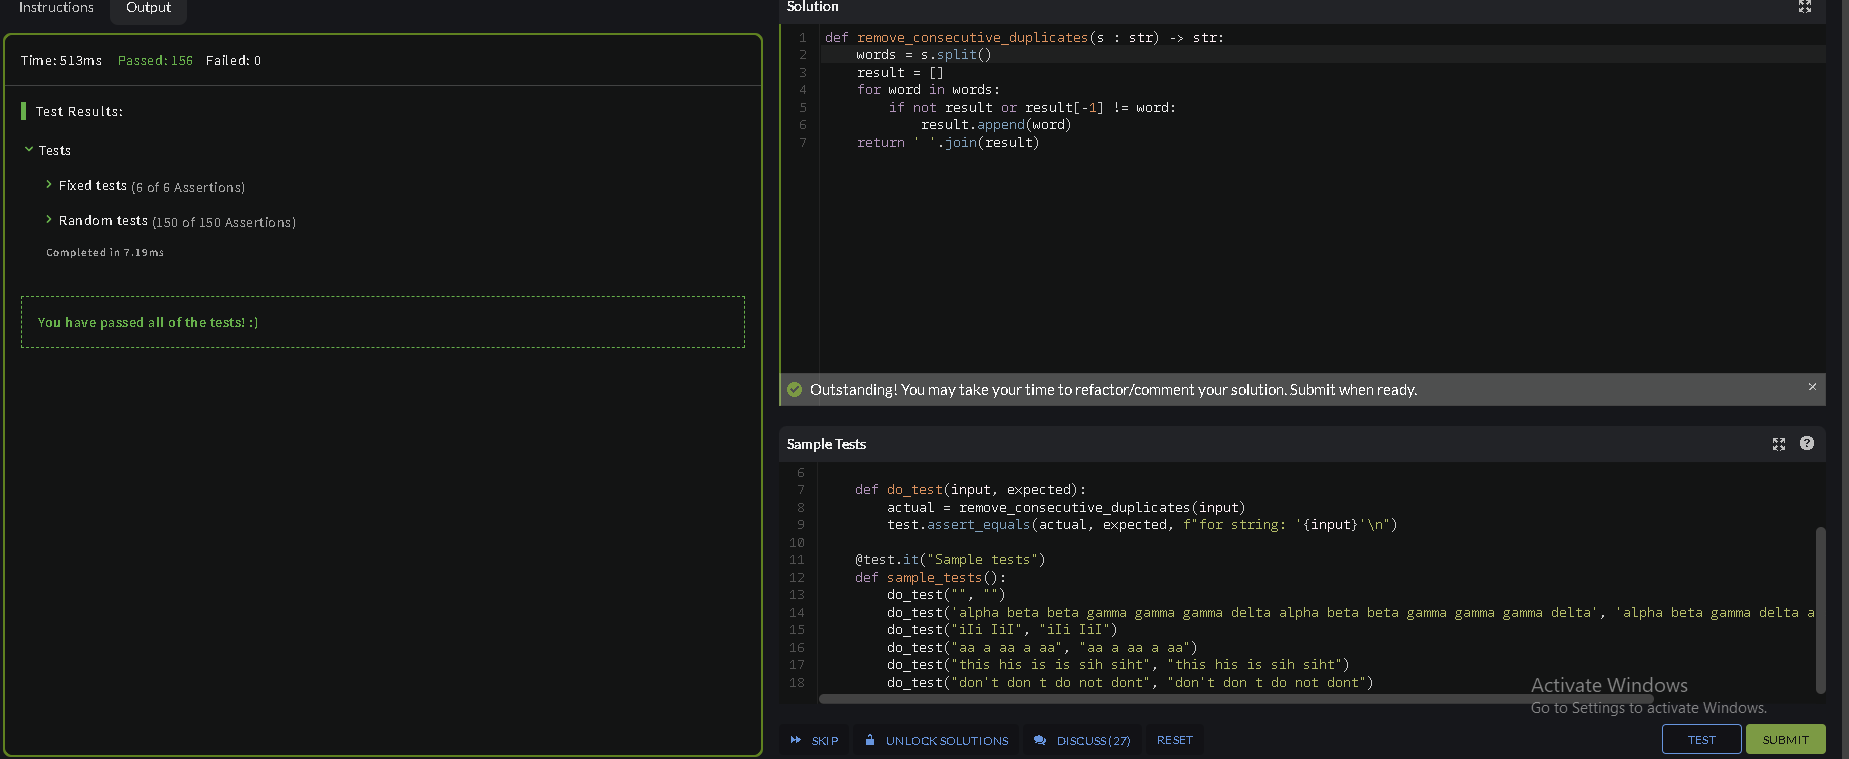 Instructions
Output
Time: 513ms Passed: 156 Failed: 0
Test Results:
Tests
Fixed tests (6 of 6 Assertions)
Random tests (150 of 150 Assertions)
Completed in 7.19ms
You have passed all of the tests! :)
Solution
1 def remove_consecutive_duplicates(s : str) -> str:
2     words = s.split()
3     result = []
4     for word in words:
5         if not result or result[-1] != word:
6             result.append(word)
7     return ' '.join(result)
Outstanding! You may take your time to refactor/comment your solution. Submit when ready.
Sample Tests
6
7     def do_test(input, expected):
8         actual = remove_consecutive_duplicates(input)
9         test.assert_equals(actual, expected, f"for string: '{input}'\n")
10
11     @test.it("Sample tests")
12     def sample_tests():
13         do_test("", "")
14         do_test('alpha beta beta gamma gamma gamma delta alpha beta beta gamma gamma gamma delta', 'alpha beta gamma delta a
15         do_test("iIi IiI", "iIi IiI")
16         do_test("aa a aa a aa", "aa a aa a aa")
17         do_test("this his is is sih siht", "this his is sih siht")
18         do_test("don't don t do not dont", "don't don t do not dont")
Activate Windows
Go to Settings to activate Windows.
SKIP
UNLOCK SOLUTIONS
DISCUSS (27)
RESET
TEST
SUBMIT